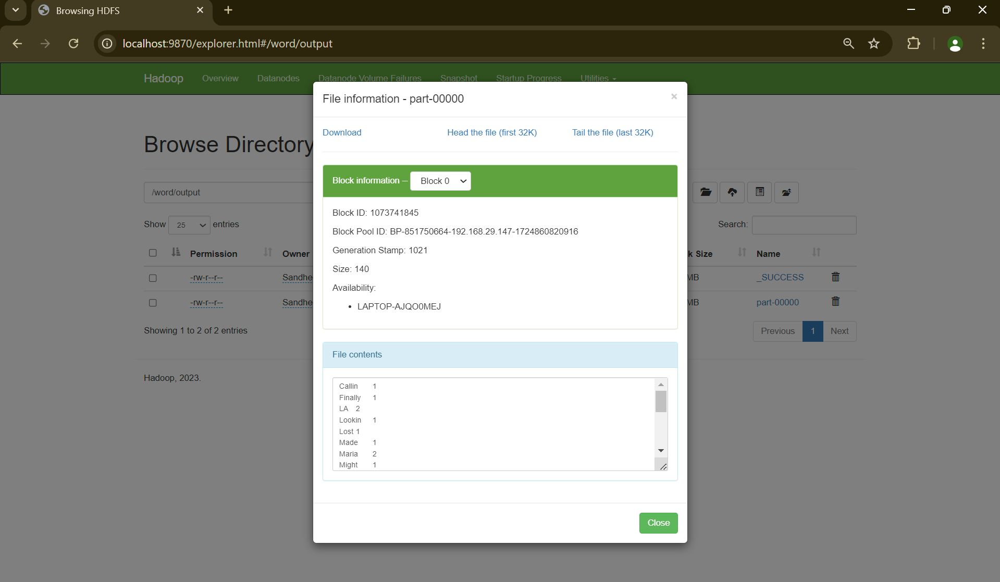 Browsing HDFS
localhost:9870/explorer.html#/word/output
Hadoop Overview Datanodes Datanode Volume Failures Snapshot Startup Progress Utilities
File information - part-00000
×
Download Head the file (first 32K) Tail the file (last 32K)
Browse Directory
Block information -- Block 0
/word/output
Block ID: 1073741845
Show 25 entries
Search:
Block Pool ID: BP-851750664-192.168.29.147-1724860820916
Generation Stamp: 1021
Permission Owner k Size Name
Size: 140
-rw-r--r-- Sandhe MB _SUCCESS
Availability:
-rw-r--r-- Sandhe MB part-00000
• LAPTOP-AJQO0MEJ
Showing 1 to 2 of 2 entries
Previous 1 Next
File contents
Hadoop, 2023.
Callin 1
Finally 1
LA 2
Lookin 1
Lost 1
Made 1
Maria 2
Might 1
Close